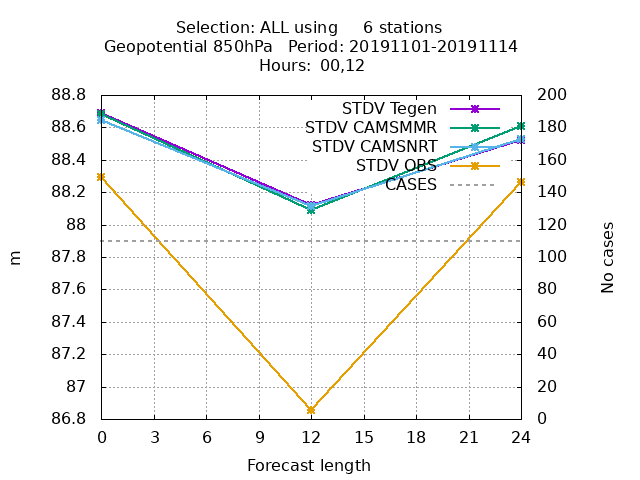 Selection: ALL using     6 stations
Geopotential 850hPa   Period: 20191101-20191114
Hours: 00,12
88.8
88.6
88.4
88.2
88
87.8
87.6
87.4
87.2
87
86.8
m
STDV Tegen
STDV CAMSMMR
STDV CAMSNRT
STDV OBS
CASES
200
180
160
140
120
100
80
60
40
20
0
No cases
0 3 6 9 12 15 18 21 24
Forecast length